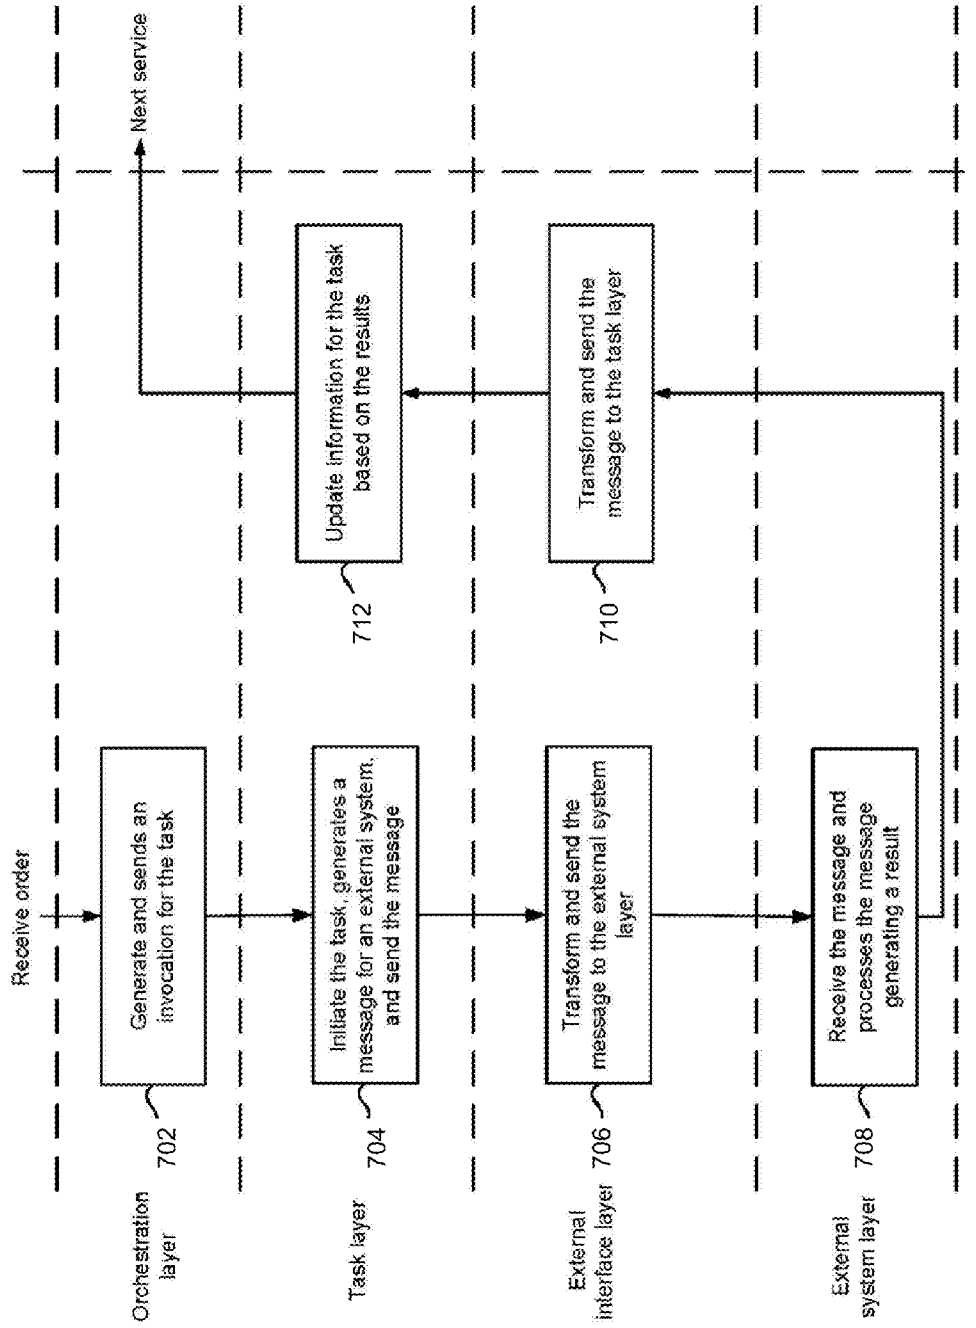 Receive order
Next service
Orchestration
layer
702
Generate and sends an
invocation for the task
Task layer
704
Initiate the task, generates a
message for an external system,
and send the message
712
Update information for the task
based on the results
External
interface layer
706
Transform and send the
message to the external system
layer
710
Transform and send the
message to the task layer
External
system layer
708
Receive the message and
processes the message
generating a result